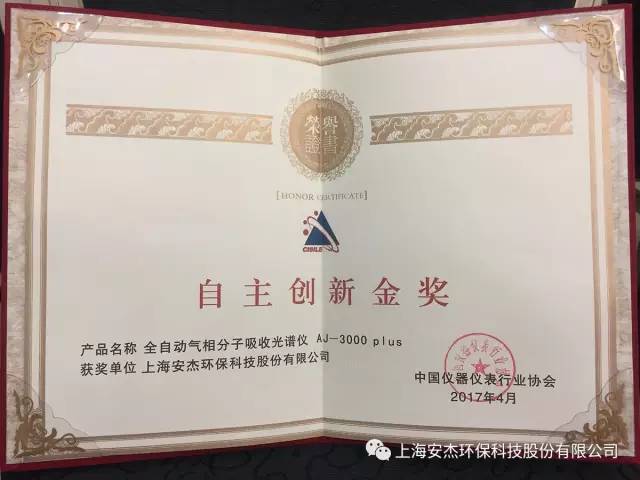 榮譽
證書
[HONOR CERTIFICATE]
CISILE
自主创新金奖
产品名称 全自动气相分子吸收光谱仪 AJ-3000 plus
获奖单位 上海安杰环保科技股份有限公司
中国仪器仪表行业协会
2017年4月
上海安杰环保科技股份有限公司